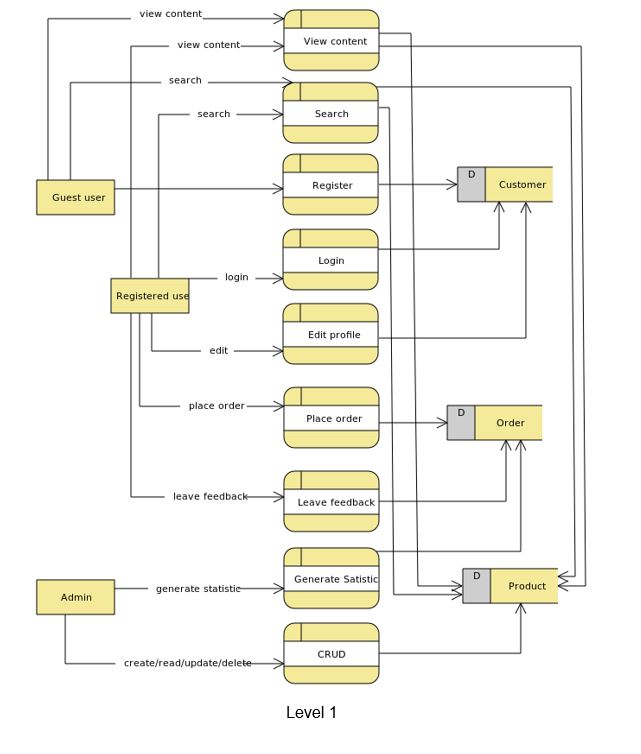 view content
view content
View content
search
search
Search
Guest user
Register
D
Customer
login
Login
Registered use
edit
Edit profile
place order
Place order
D
Order
leave feedback
Leave feedback
generate statistic
Generate Satistic
D
Product
Admin
create/read/update/delete
CRUD
Level 1